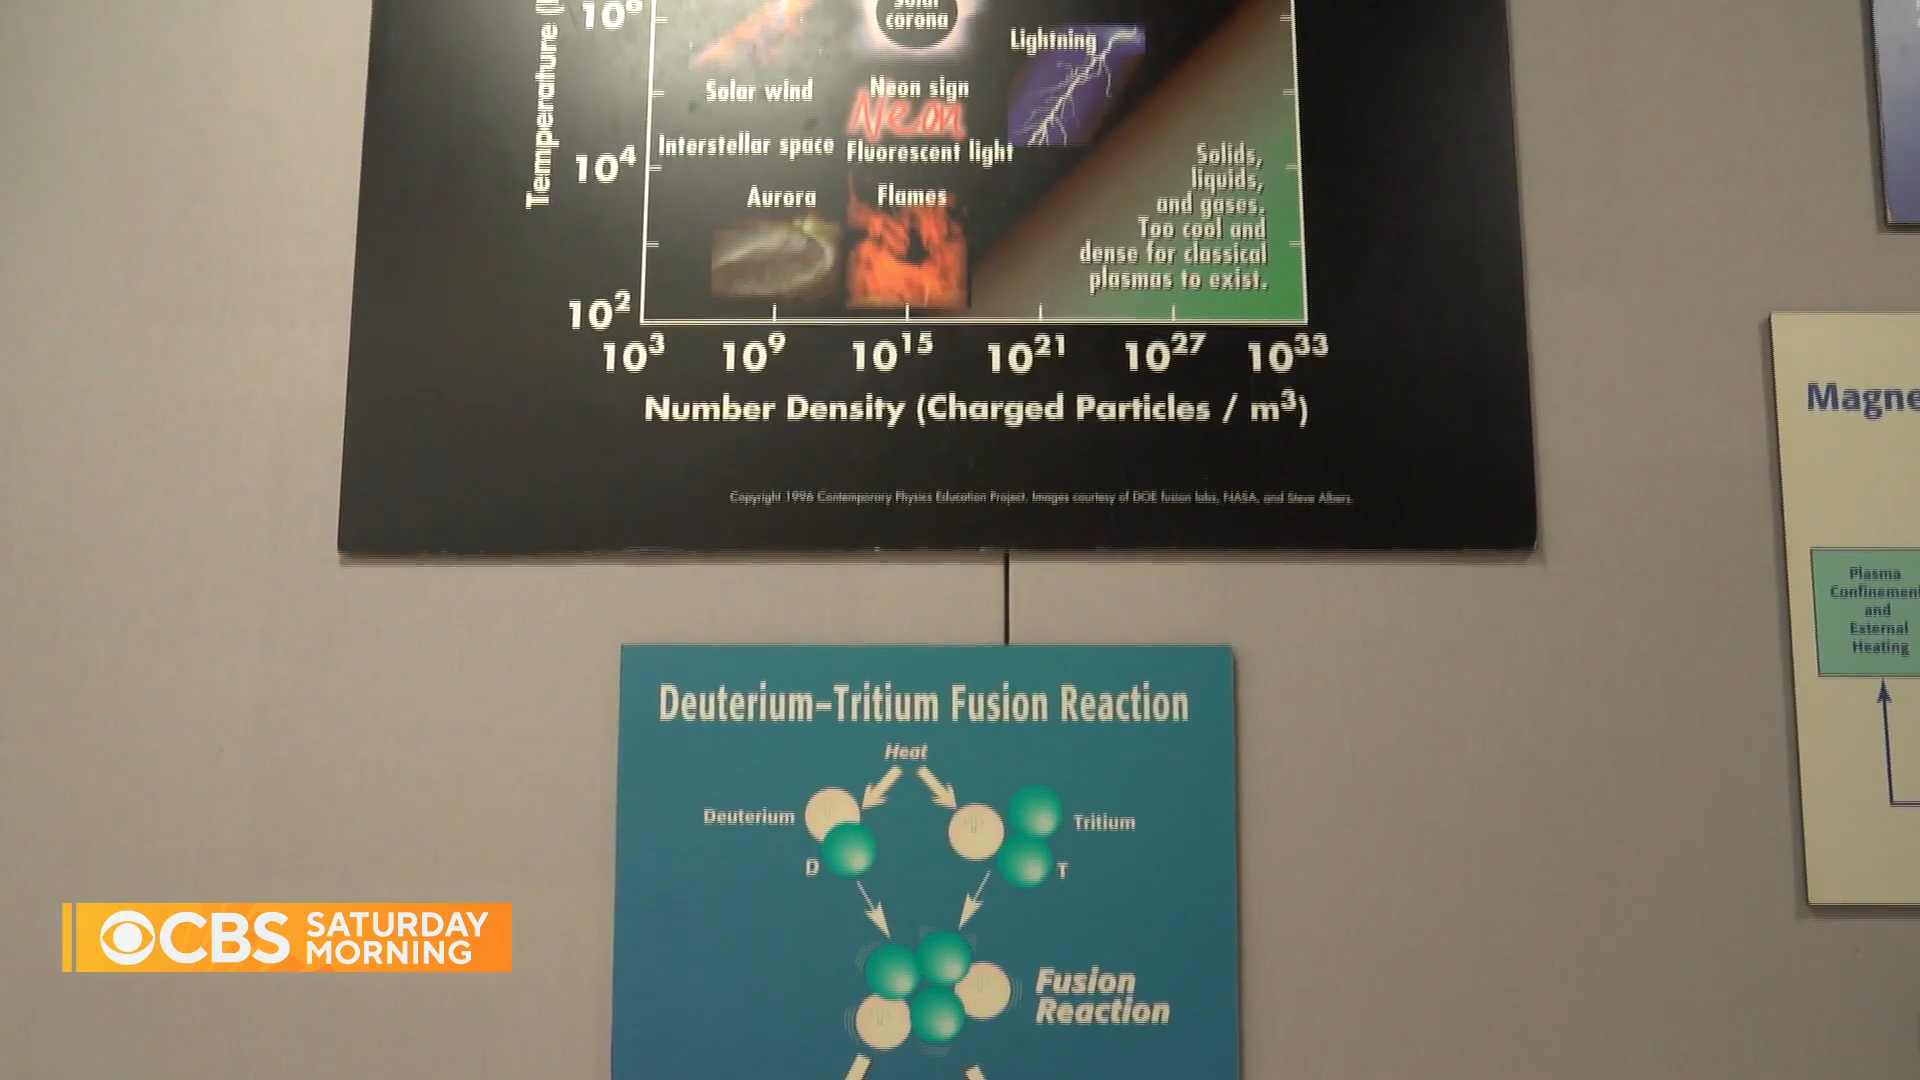 10⁶
Solar
corona
Lightning
Temperature
Solar wind
Neon sign
Neon
Interstellar space
Fluorescent light
10⁴
Aurora
Flames
Solids,
liquids,
and gases.
Too cool and
dense for classical
plasmas to exist.
10²
10³ 10⁹ 10¹⁵ 10²¹ 10²⁷ 10³³
Number Density (Charged Particles / m³)
Copyright 1996 Contemporary Physics Education Project. Images courtesy of DOE fusion labs, NASA, and Steve Albers.
Magne
Plasma
Confinement
and
External
Heating
Deuterium–Tritium Fusion Reaction
Heat
Deuterium
Tritium
D
T
+
+
Fusion
Reaction
+
+
CBS SATURDAY
MORNING